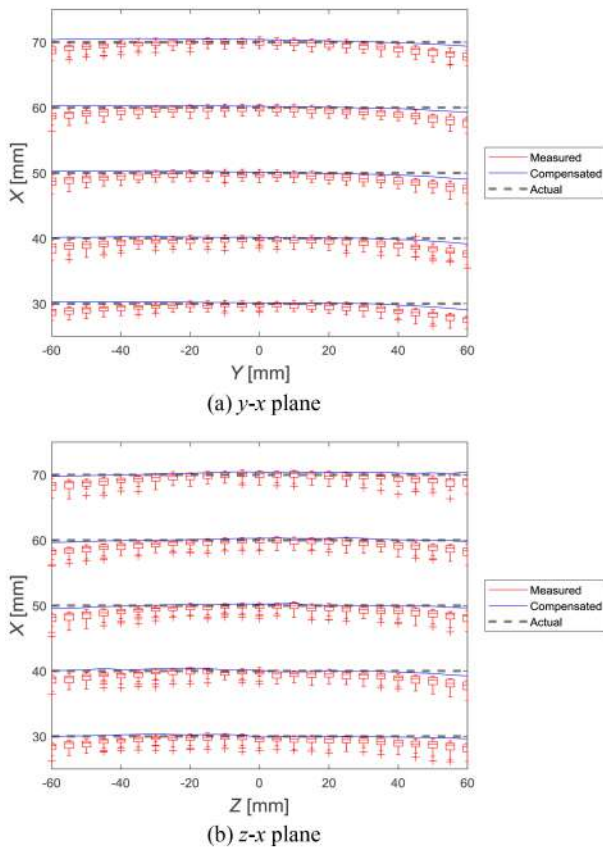 70
60
50
40
30
X [mm]
-60 -40 -20 0 20 40 60
Y [mm]
Measured
Compensated
Actual
(a) y-x plane
70
60
50
40
30
X [mm]
-60 -40 -20 0 20 40 60
Z [mm]
Measured
Compensated
Actual
(b) z-x plane